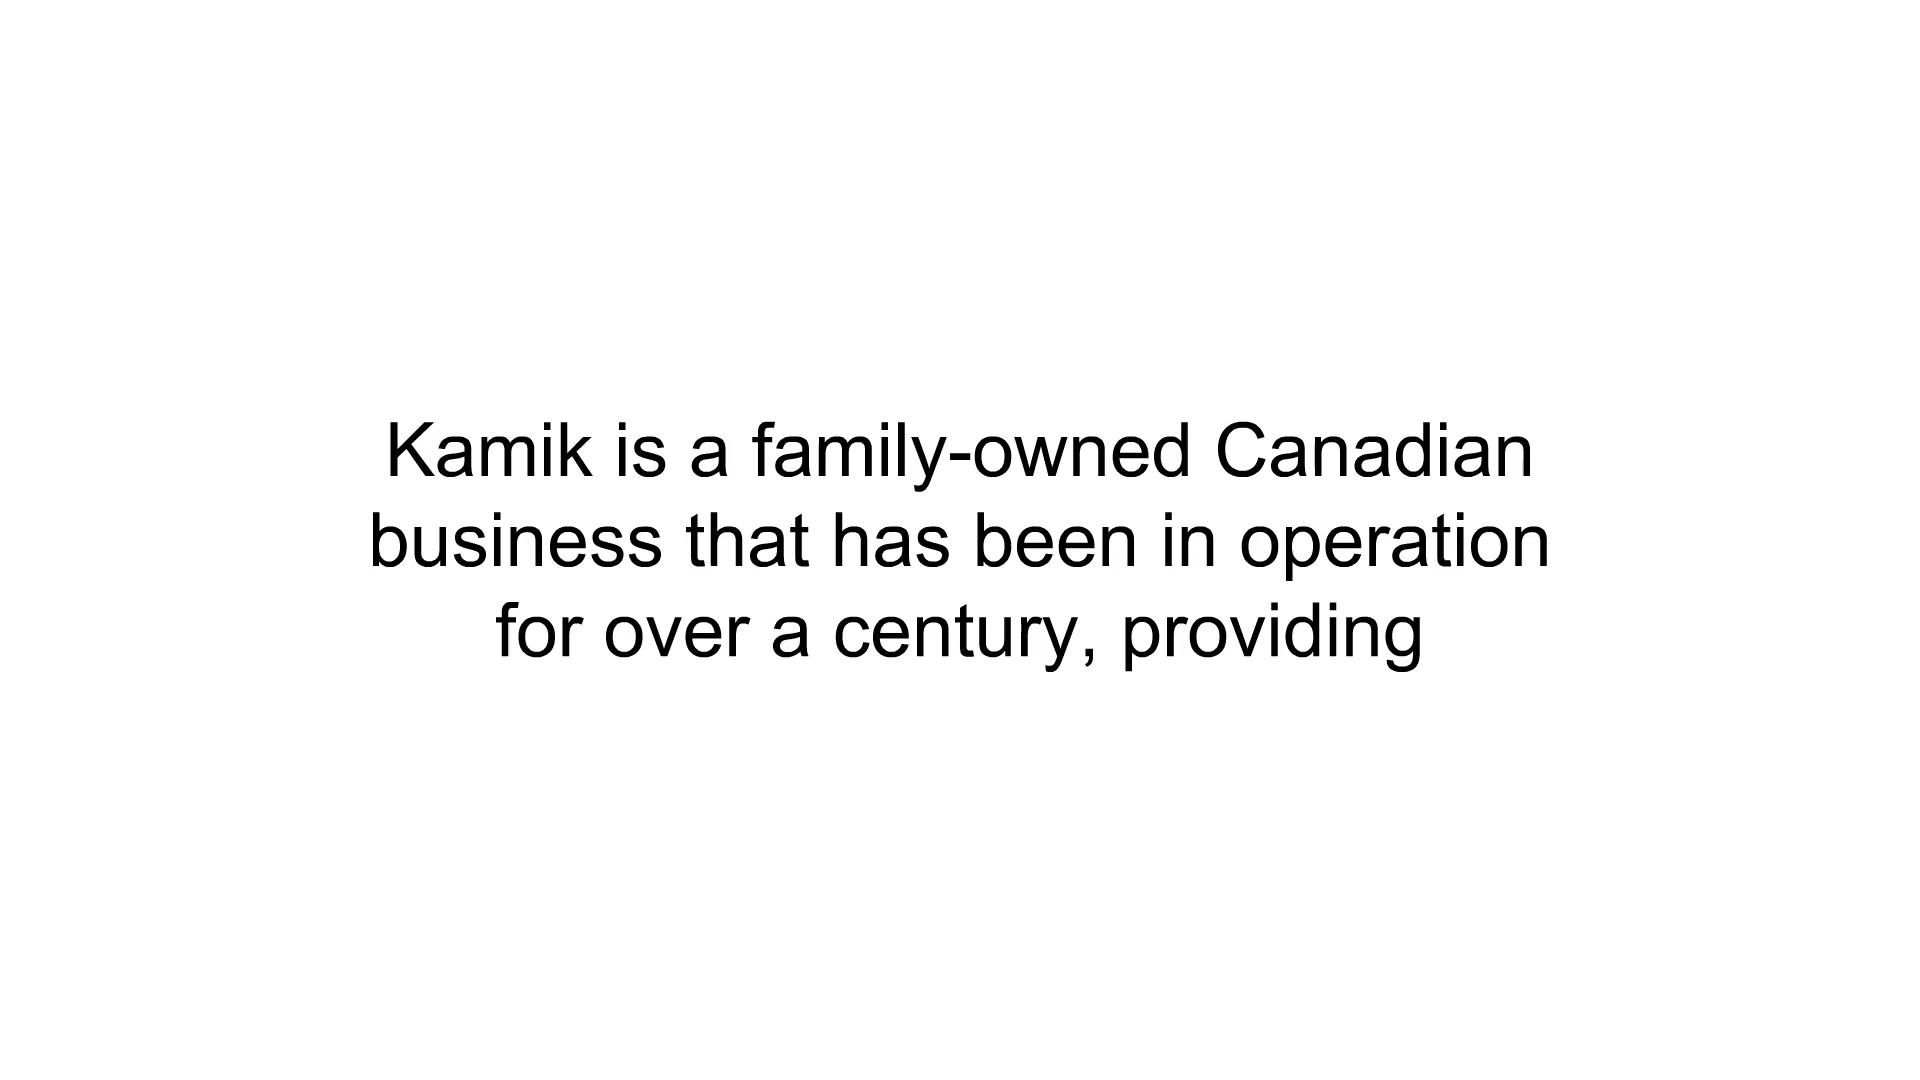 Kamik is a family-owned Canadian
business that has been in operation
for over a century, providing